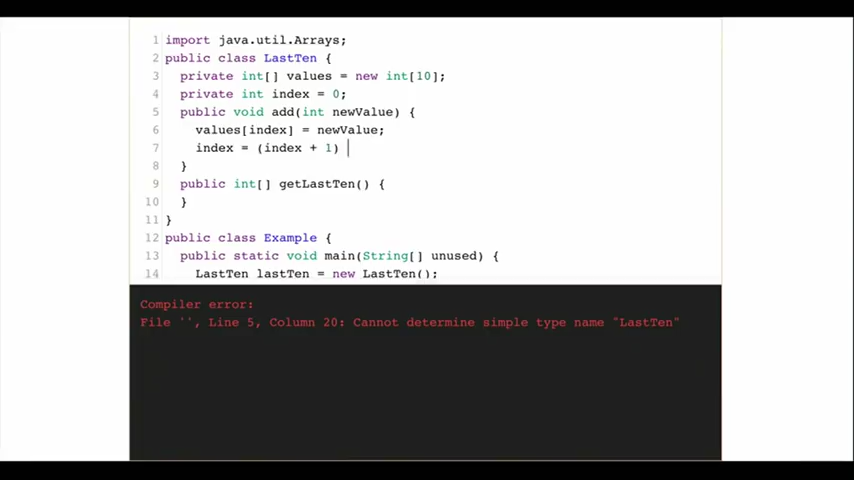 1 import java.util.Arrays;
2 public class LastTen {
3 private int[] values = new int[10];
4 private int index = 0;
5 public void add(int newValue) {
6 values[index] = newValue;
7 index = (index + 1)
8 }
9 public int[] getLastTen() {
10 }
11 }
12 public class Example {
13 public static void main(String[] unused) {
14 LastTen lastTen = new LastTen();
Compiler error:
File '', Line 5, Column 20: Cannot determine simple type name "LastTen"